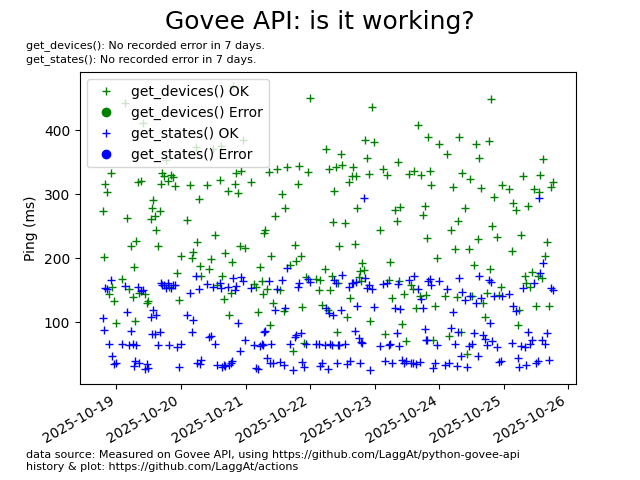 Govee API: is it working?
get_devices(): No recorded error in 7 days.
get_states(): No recorded error in 7 days.
get_devices() OK
get_devices() Error
get_states() OK
get_states() Error
Ping (ms)
400
300
200
100
2025-10-19
2025-10-20
2025-10-21
2025-10-22
2025-10-23
2025-10-24
2025-10-25
2025-10-26
data source: Measured on Govee API, using https://github.com/LaggAt/python-govee-api
history & plot: https://github.com/LaggAt/actions